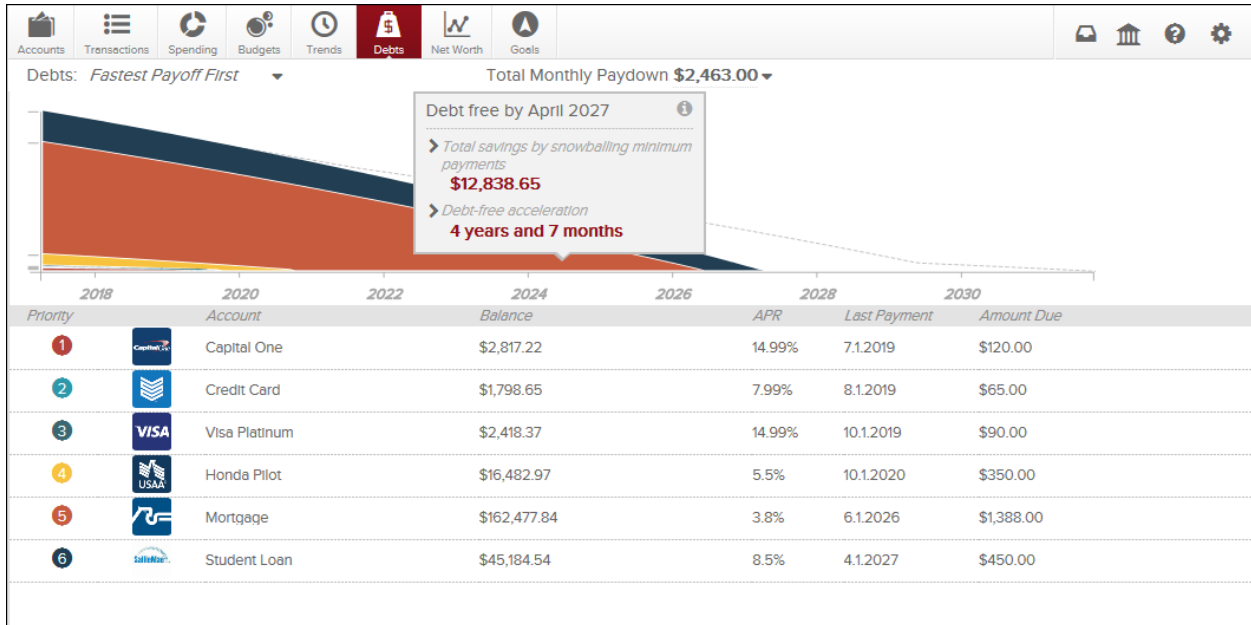 Accounts Transactions Spending Budgets Trends Debts Net Worth Goals
Debts: Fastest Payoff First
Total Monthly Paydown $2,463.00
Debt free by April 2027
Total savings by snowballing minimum
payments
$12,838.65
Debt-free acceleration
4 years and 7 months
2018 2020 2022 2024 2026 2028 2030
Priority Account Balance APR Last Payment Amount Due
1 Capital One Capital One $2,817.22 14.99% 7.1.2019 $120.00
2 Credit Card $1,798.65 7.99% 8.1.2019 $65.00
3 VISA Visa Platinum $2,418.37 14.99% 10.1.2019 $90.00
4 USAA Honda Pilot $16,482.97 5.5% 10.1.2020 $350.00
5 Mortgage $162,477.84 3.8% 6.1.2026 $1,388.00
6 SallieMae Student Loan $45,184.54 8.5% 4.1.2027 $450.00